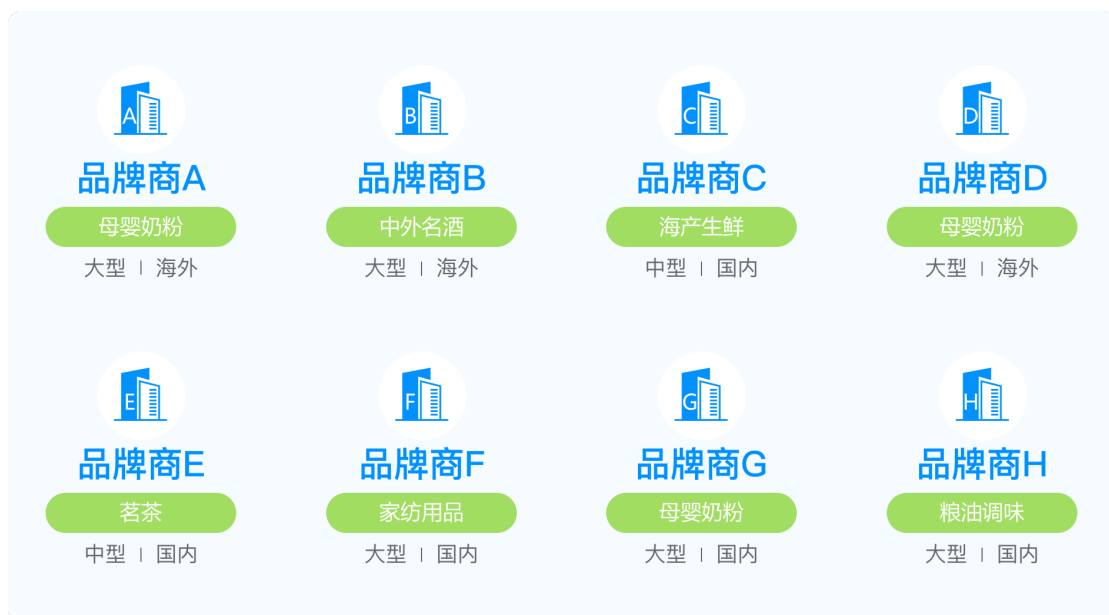 A
B
C
D
品牌商A
品牌商B
品牌商C
品牌商D
母婴奶粉
中外名酒
海产生鲜
母婴奶粉
大型 | 海外
大型 | 海外
中型 | 国内
大型 | 海外
E
F
G
H
品牌商E
品牌商F
品牌商G
品牌商H
茗茶
家纺用品
母婴奶粉
粮油调味
中型 | 国内
大型 | 国内
大型 | 国内
大型 | 国内